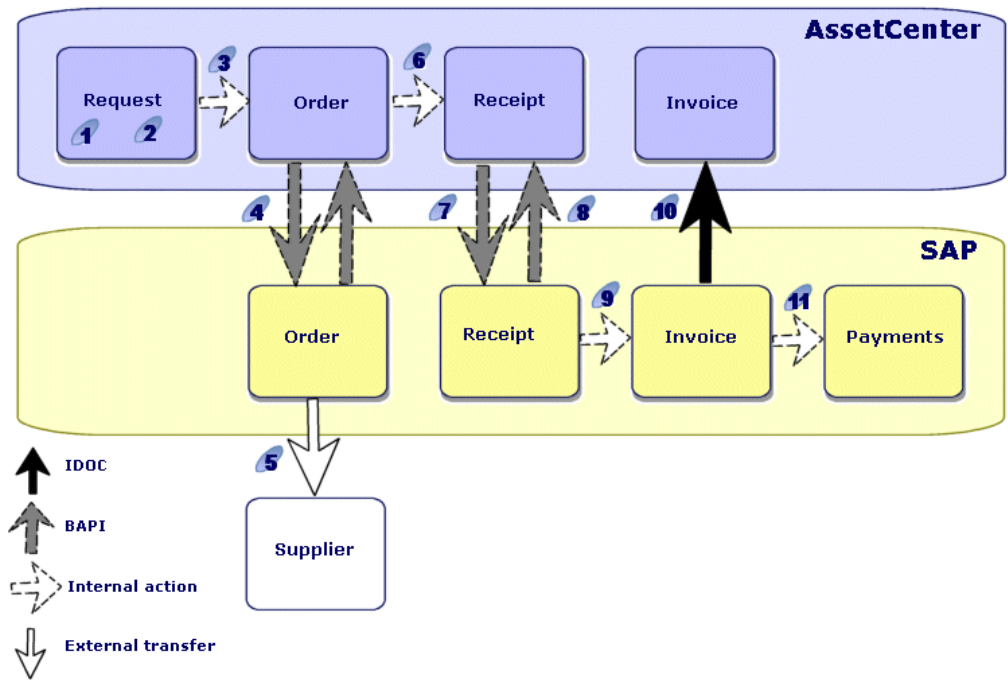 AssetCenter
3
6
Request
Order
Receipt
Invoice
1
2
4
7
8
10
SAP
9
11
Order
Receipt
Invoice
Payments
5
IDOC
BAPI
Supplier
Internal action
External transfer